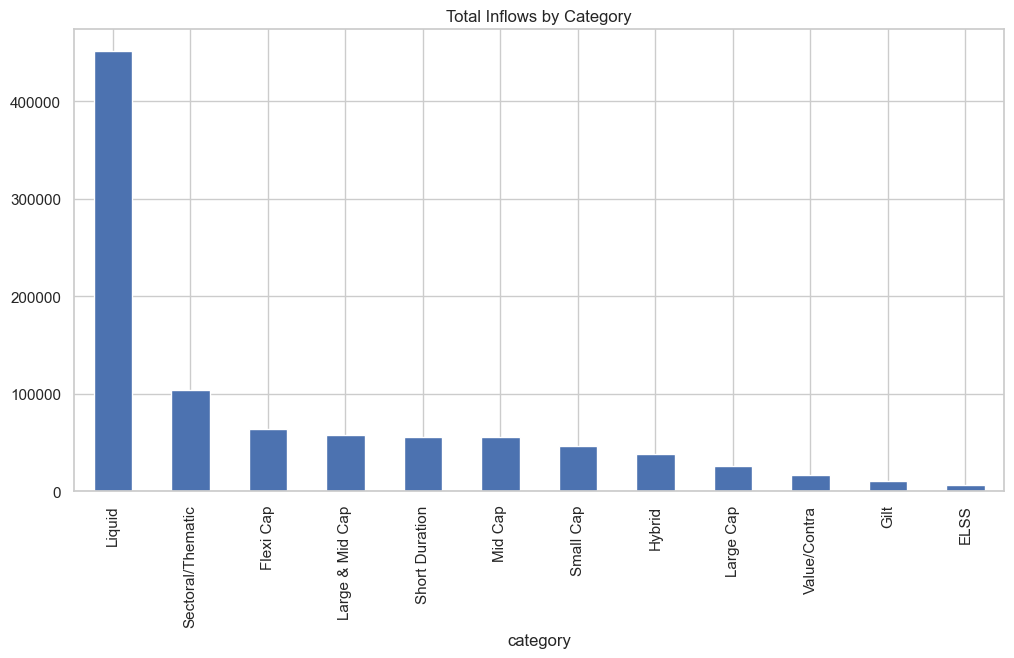 Total Inflows by Category
400000
300000
200000
100000
0
Liquid
Sectoral/Thematic
Flexi Cap
Large & Mid Cap
Short Duration
Mid Cap
Small Cap
Hybrid
Large Cap
Value/Contra
Gilt
ELSS
category